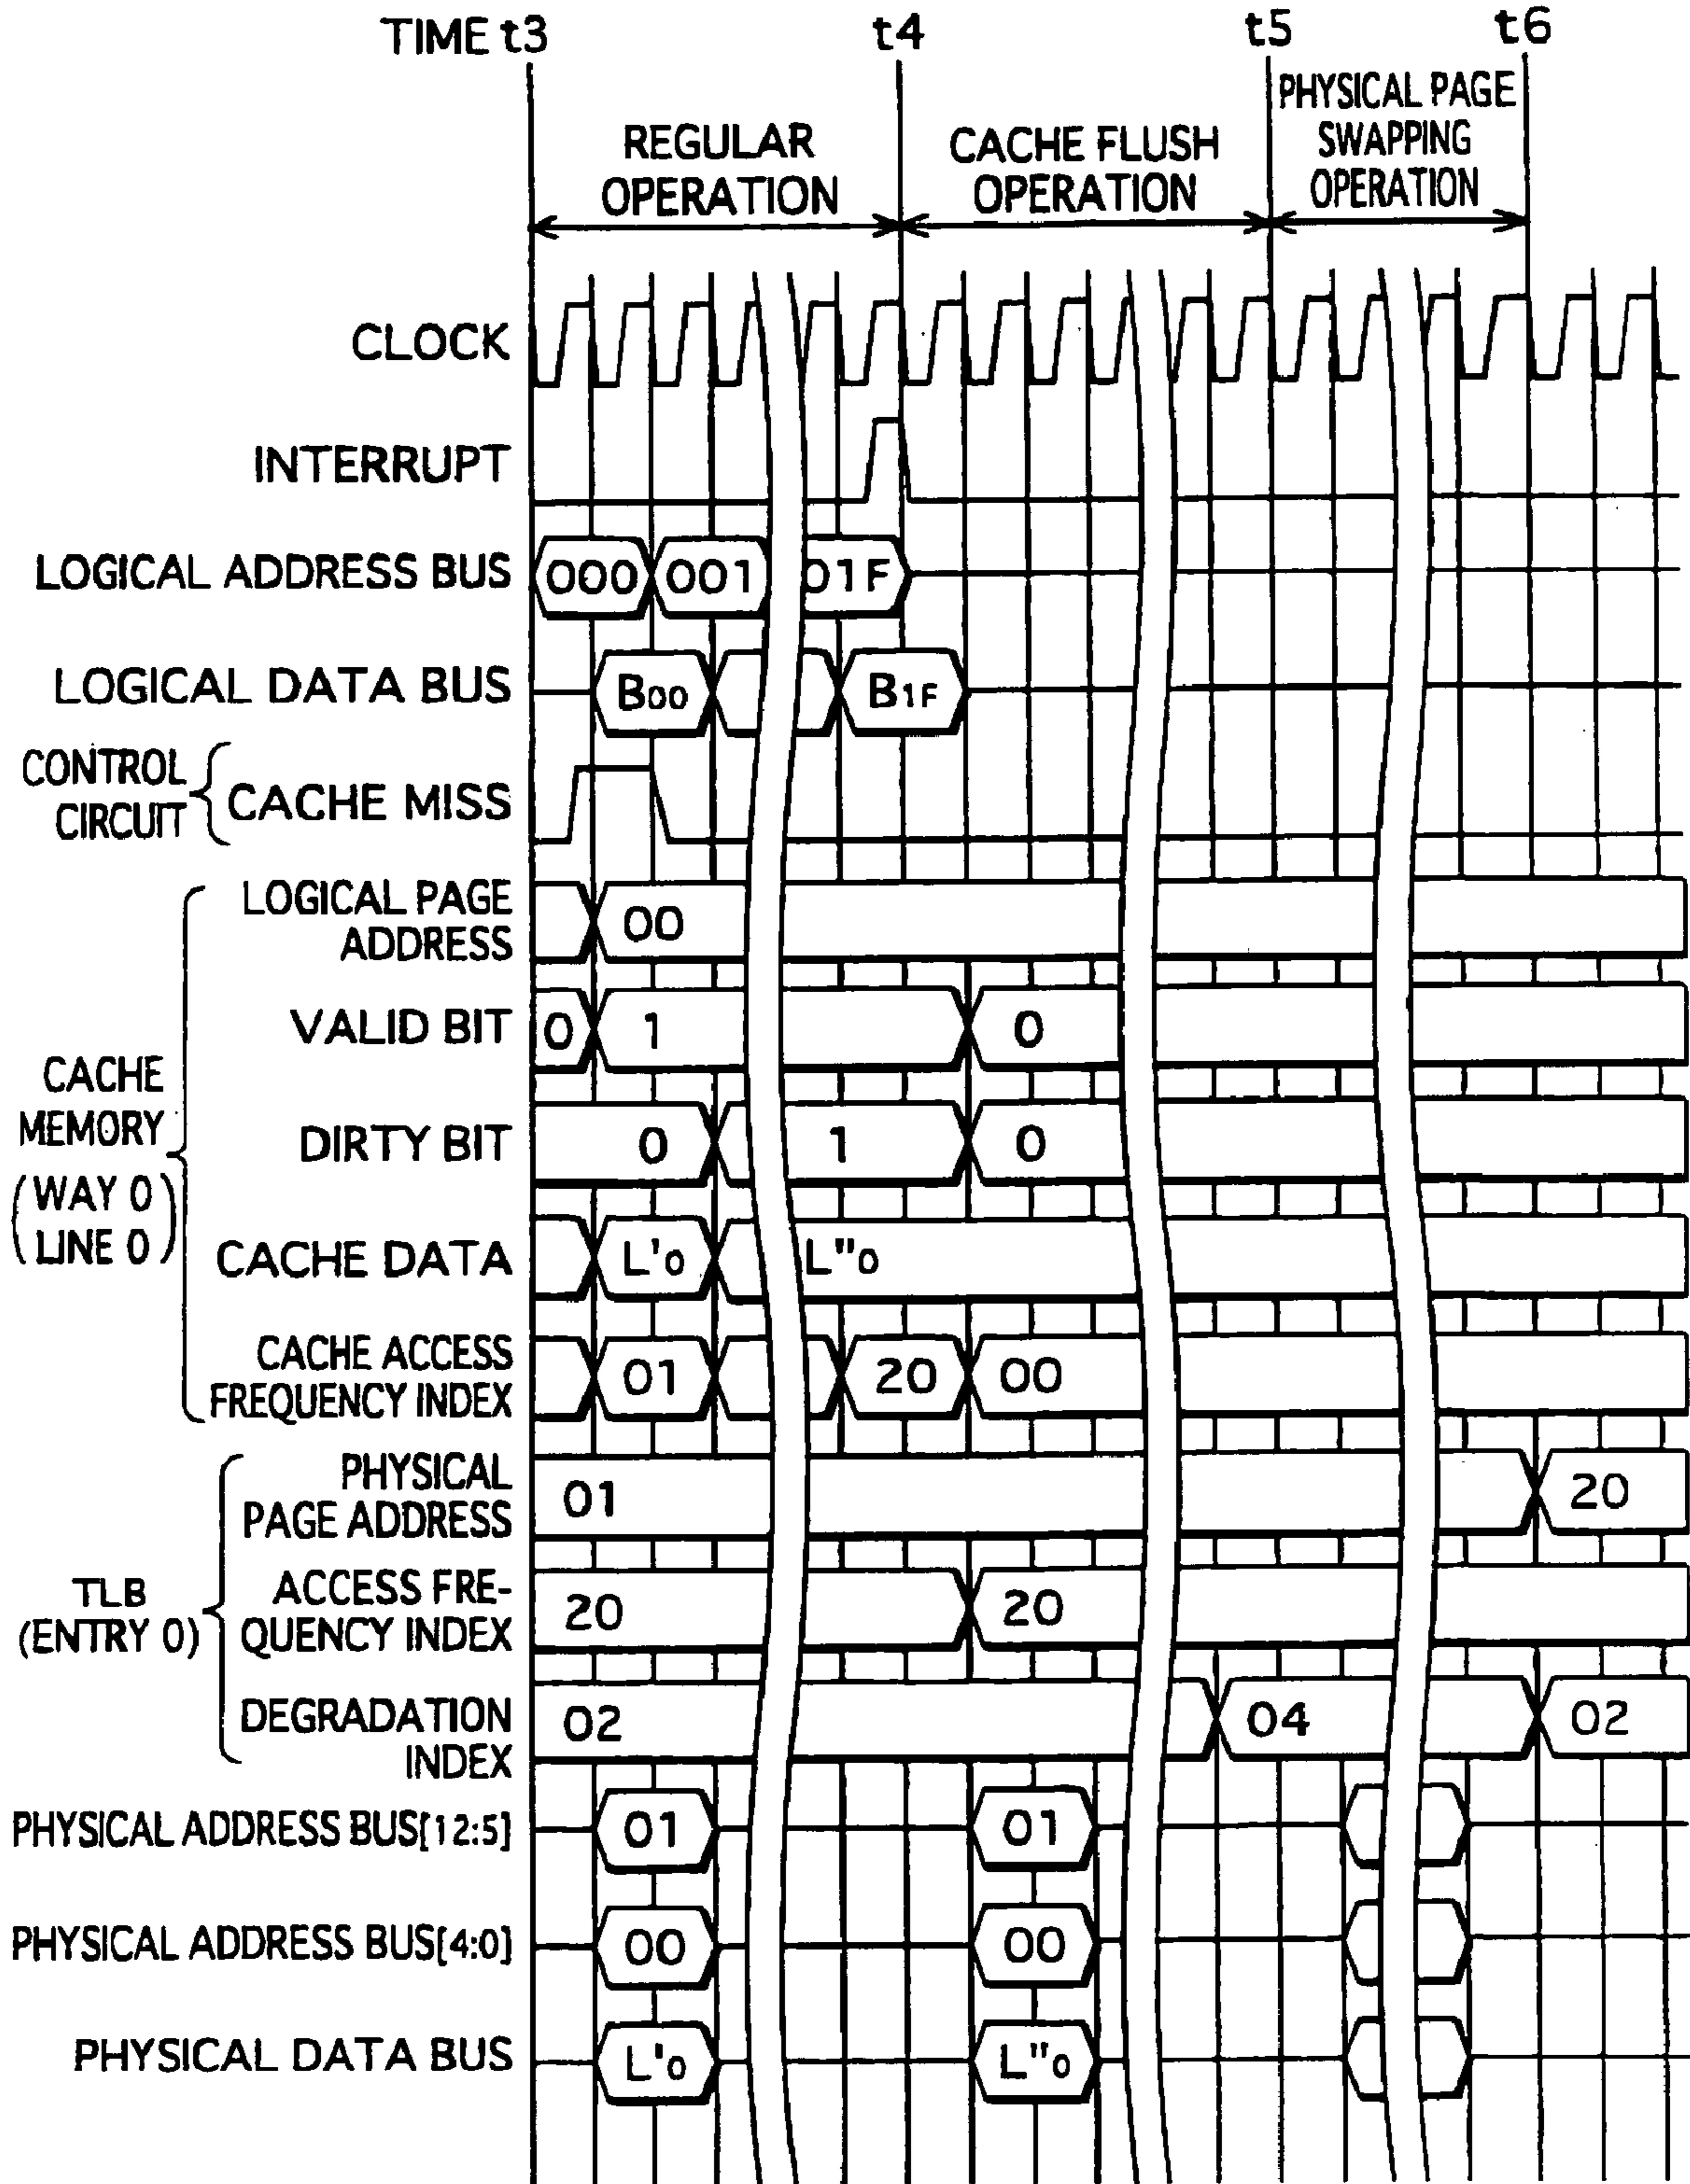 TIME t3 t4 t5 t6
REGULAR
OPERATION
CACHE FLUSH
OPERATION
PHYSICAL PAGE
SWAPPING
OPERATION
CLOCK
INTERRUPT
LOGICAL ADDRESS BUS 000 001 01F
LOGICAL DATA BUS B00 B1F
CONTROL
CIRCUIT
CACHE MISS
CACHE
MEMORY
(WAY 0
LINE 0)
LOGICAL PAGE
ADDRESS
00
VALID BIT 0 1 0
DIRTY BIT 0 1 0
CACHE DATA L'0 L"0
CACHE ACCESS
FREQUENCY INDEX
01 20 00
TLB
(ENTRY 0)
PHYSICAL
PAGE ADDRESS
01 20
ACCESS FRE-
QUENCY INDEX
20 20
DEGRADATION
INDEX
02 04 02
PHYSICAL ADDRESS BUS[12:5] 01 01
PHYSICAL ADDRESS BUS[4:0] 00 00
PHYSICAL DATA BUS L'0 L"0